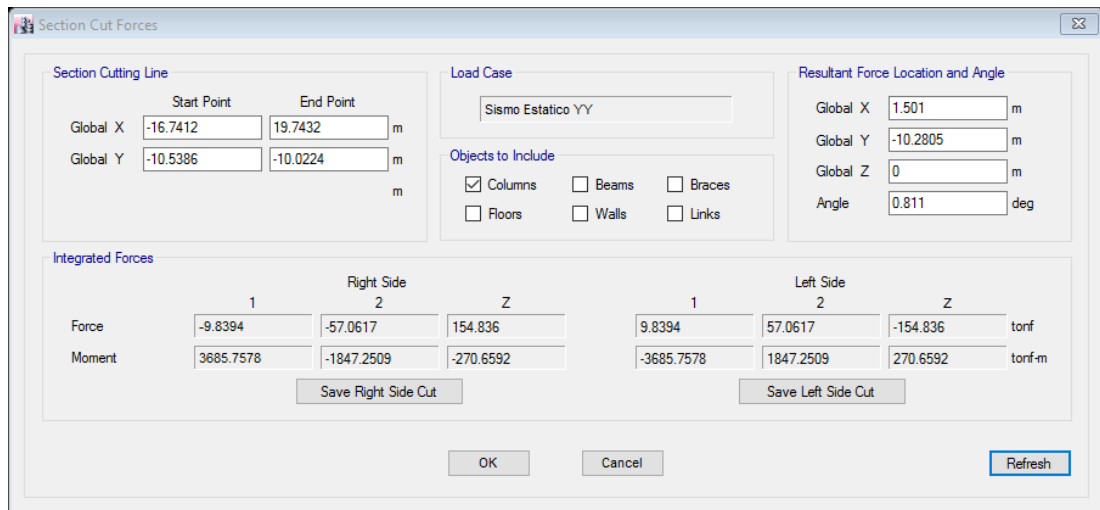 Section Cut Forces
Section Cutting Line
Start Point End Point
Global X -16.7412 19.7432 m
Global Y -10.5386 -10.0224 m
m
Load Case
Sismo Estatico YY
Objects to Include
Columns Beams Braces
Floors Walls Links
Resultant Force Location and Angle
Global X 1.501 m
Global Y -10.2805 m
Global Z 0 m
Angle 0.811 deg
Integrated Forces
Right Side Left Side
1 2 Z 1 2 Z
Force -9.8394 -57.0617 154.836 9.8394 57.0617 -154.836 tonf
Moment 3685.7578 -1847.2509 -270.6592 -3685.7578 1847.2509 270.6592 tonf-m
Save Right Side Cut Save Left Side Cut
OK Cancel Refresh